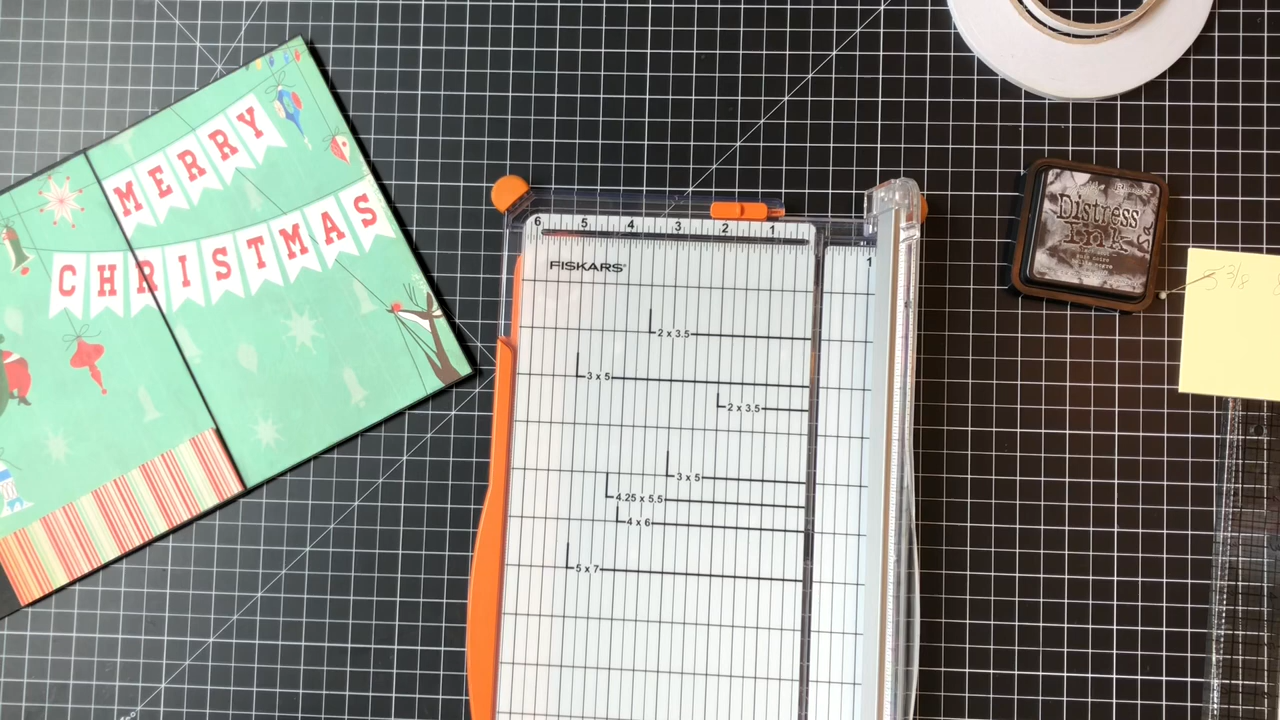 MERRY
CHRISTMAS
6 5 4 3 2 1
1
FISKARS®
2 x 3.5
3 x 5
2 x 3.5
3 x 5
4.25 x 5.5
4 x 6
5 x 7
Distress
Ink
5 3/8